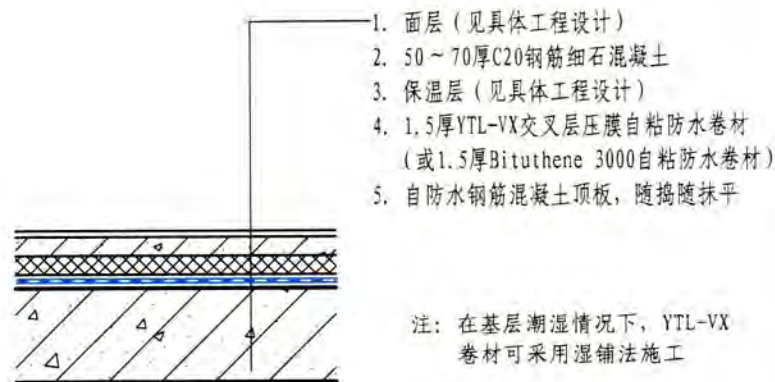 1. 面层（见具体工程设计）
2. 50～70厚C20钢筋细石混凝土
3. 保温层（见具体工程设计）
4. 1.5厚YTL-VX交叉层压膜自粘防水卷材
（或1.5厚Bituthene 3000自粘防水卷材）
5. 自防水钢筋混凝土顶板，随捣随抹平
注：在基层潮湿情况下，YTL-VX
卷材可采用湿铺法施工